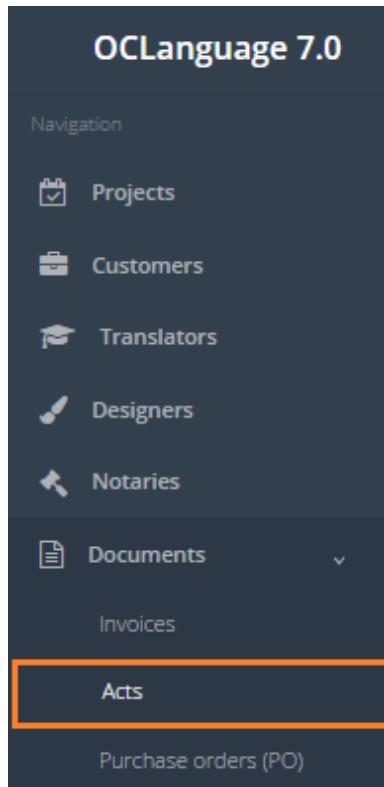 OCLanguage 7.0
Navigation
Projects
Customers
Translators
Designers
Notaries
Documents
Invoices
Acts
Purchase orders (PO)